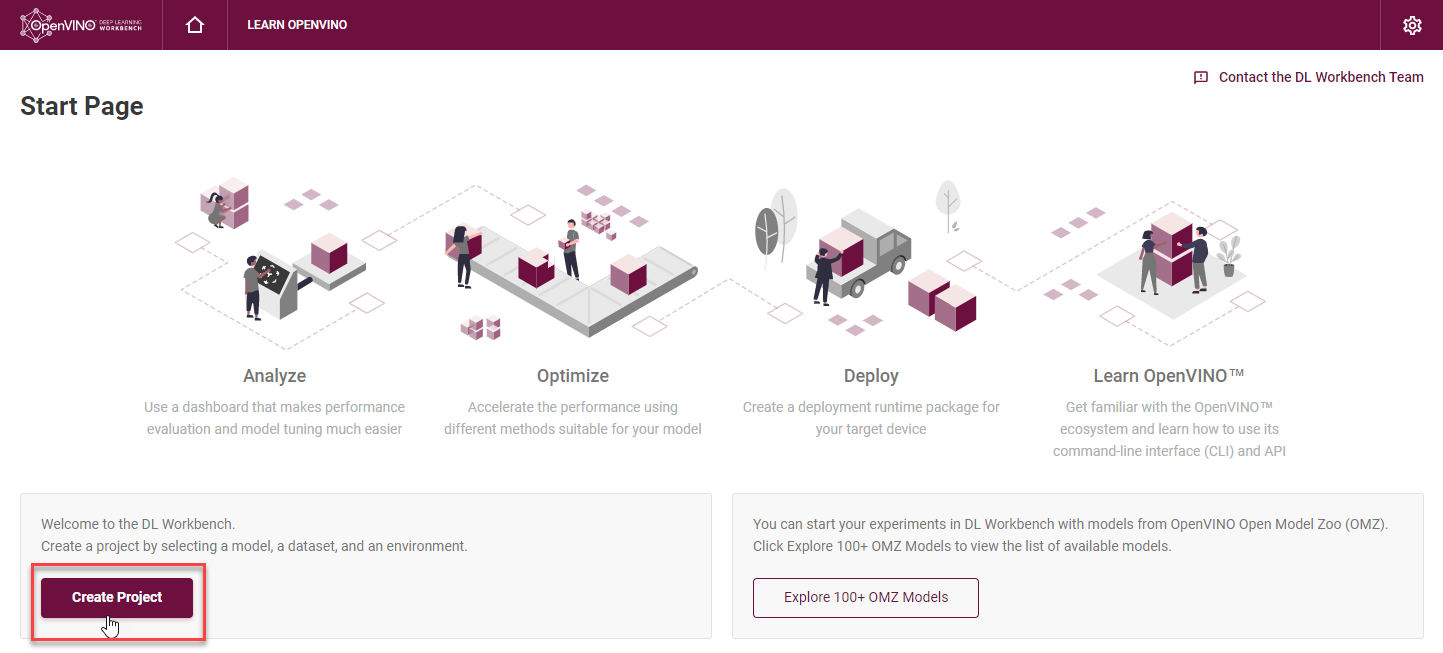 OpenVINO DEEP LEARNING WORKBENCH
LEARN OPENVINO
Contact the DL Workbench Team
Start Page
Analyze
Use a dashboard that makes performance
evaluation and model tuning much easier
Optimize
Accelerate the performance using
different methods suitable for your model
Deploy
Create a deployment runtime package for
your target device
Learn OpenVINO™
Get familiar with the OpenVINO™
ecosystem and learn how to use its
command-line interface (CLI) and API
Welcome to the DL Workbench.
Create a project by selecting a model, a dataset, and an environment.
Create Project
You can start your experiments in DL Workbench with models from OpenVINO Open Model Zoo (OMZ).
Click Explore 100+ OMZ Models to view the list of available models.
Explore 100+ OMZ Models